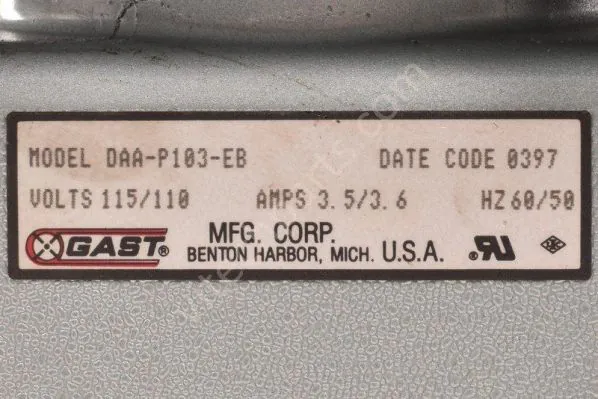 MODEL DAA-P103-EB DATE CODE 0397
VOLTS 115/110 AMPS 3.5/3.6 HZ 60/50
GAST® MFG. CORP.
BENTON HARBOR, MICH. U.S.A. ®